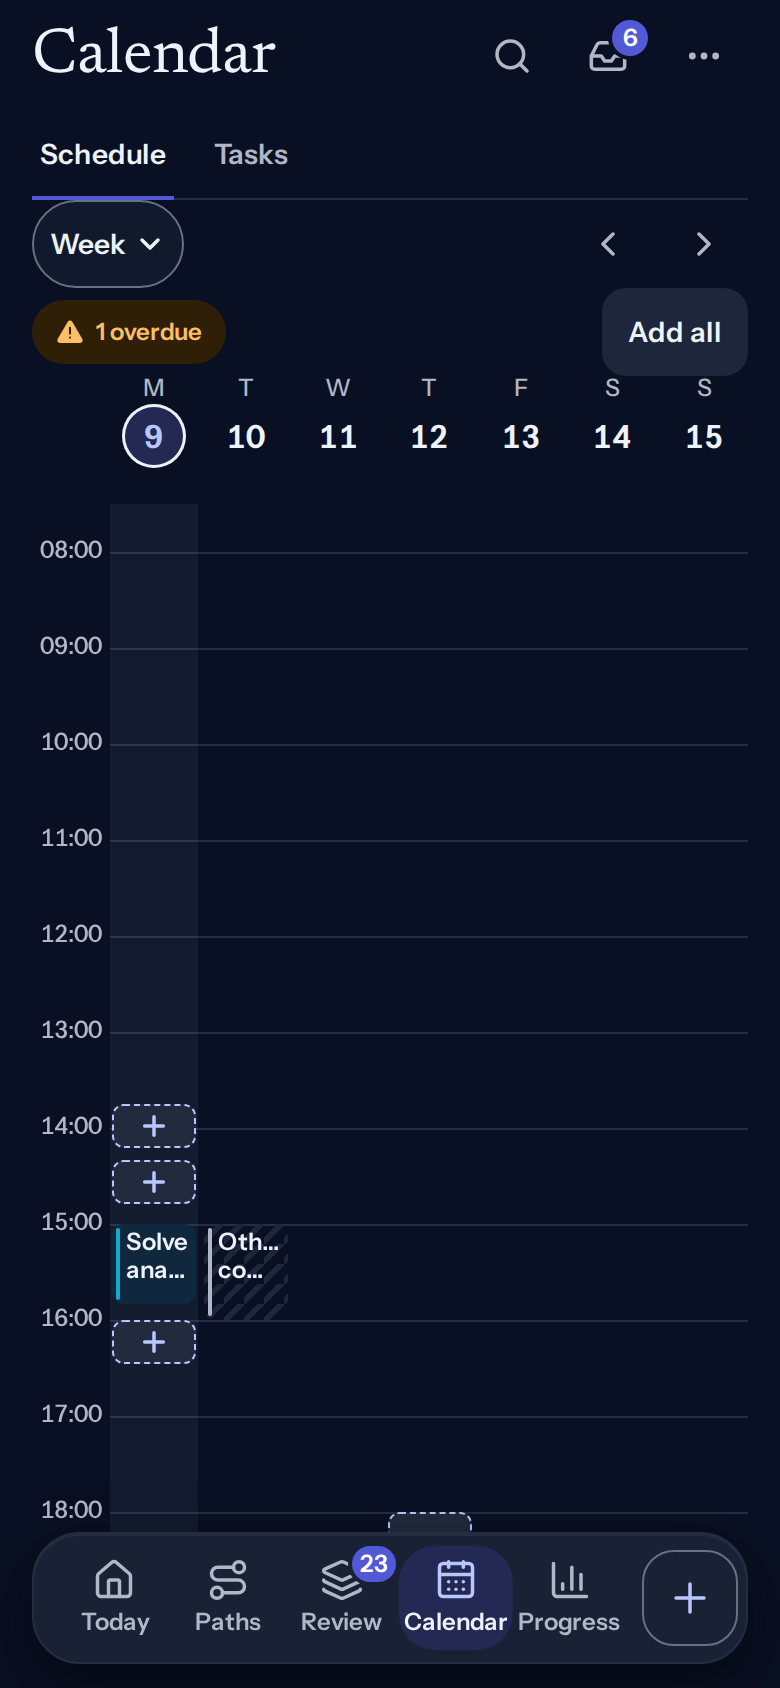 Calendar
6
Schedule Tasks
Week
1 overdue
Add all
M T W T F S S
9 10 11 12 13 14 15
08:00
09:00
10:00
11:00
12:00
13:00
14:00
15:00
Solve ana...
Oth... co...
16:00
17:00
18:00
23
Today Paths Review Calendar Progress